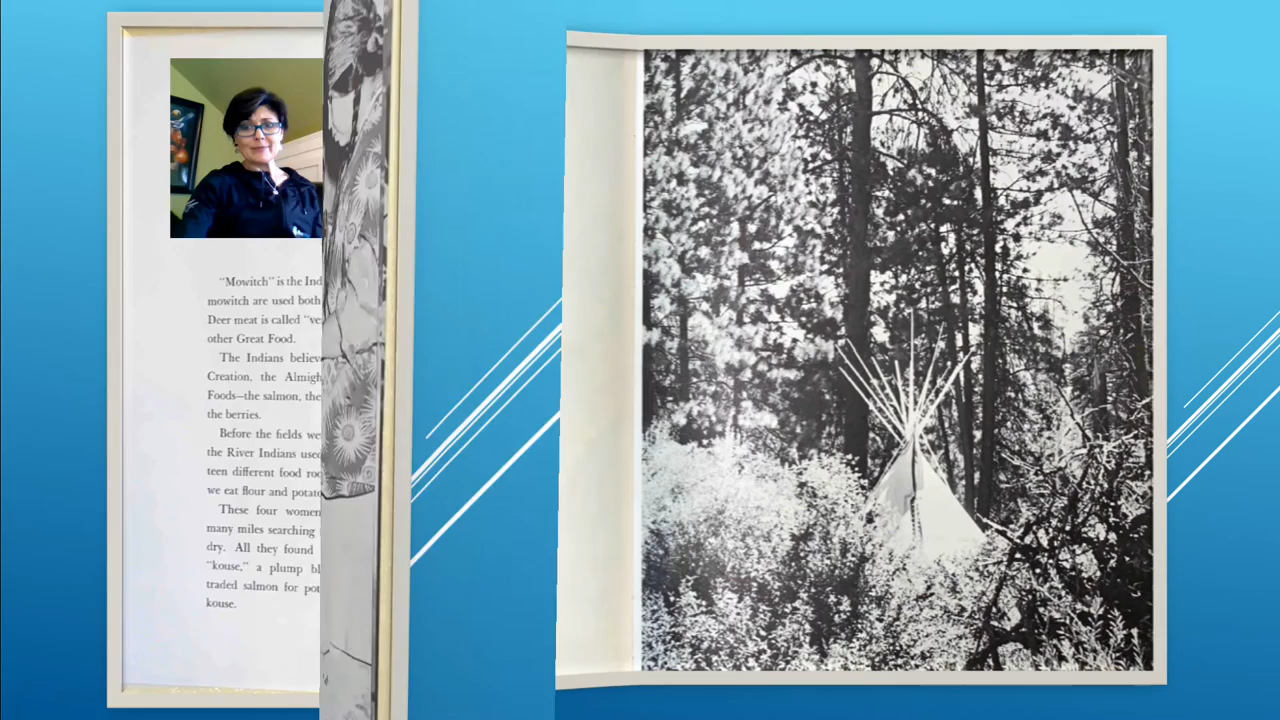 "Mowitch" is the Ind
mowitch are used both
Deer meat is called "ve
other Great Food.
The Indians believ
Creation, the Almigh
Foods—the salmon, the
the berries.
Before the fields we
the River Indians used
teen different food roo
we eat flour and potato
These four women
many miles searching
dry. All they found
"kouse," a plump bl
traded salmon for pot
kouse.